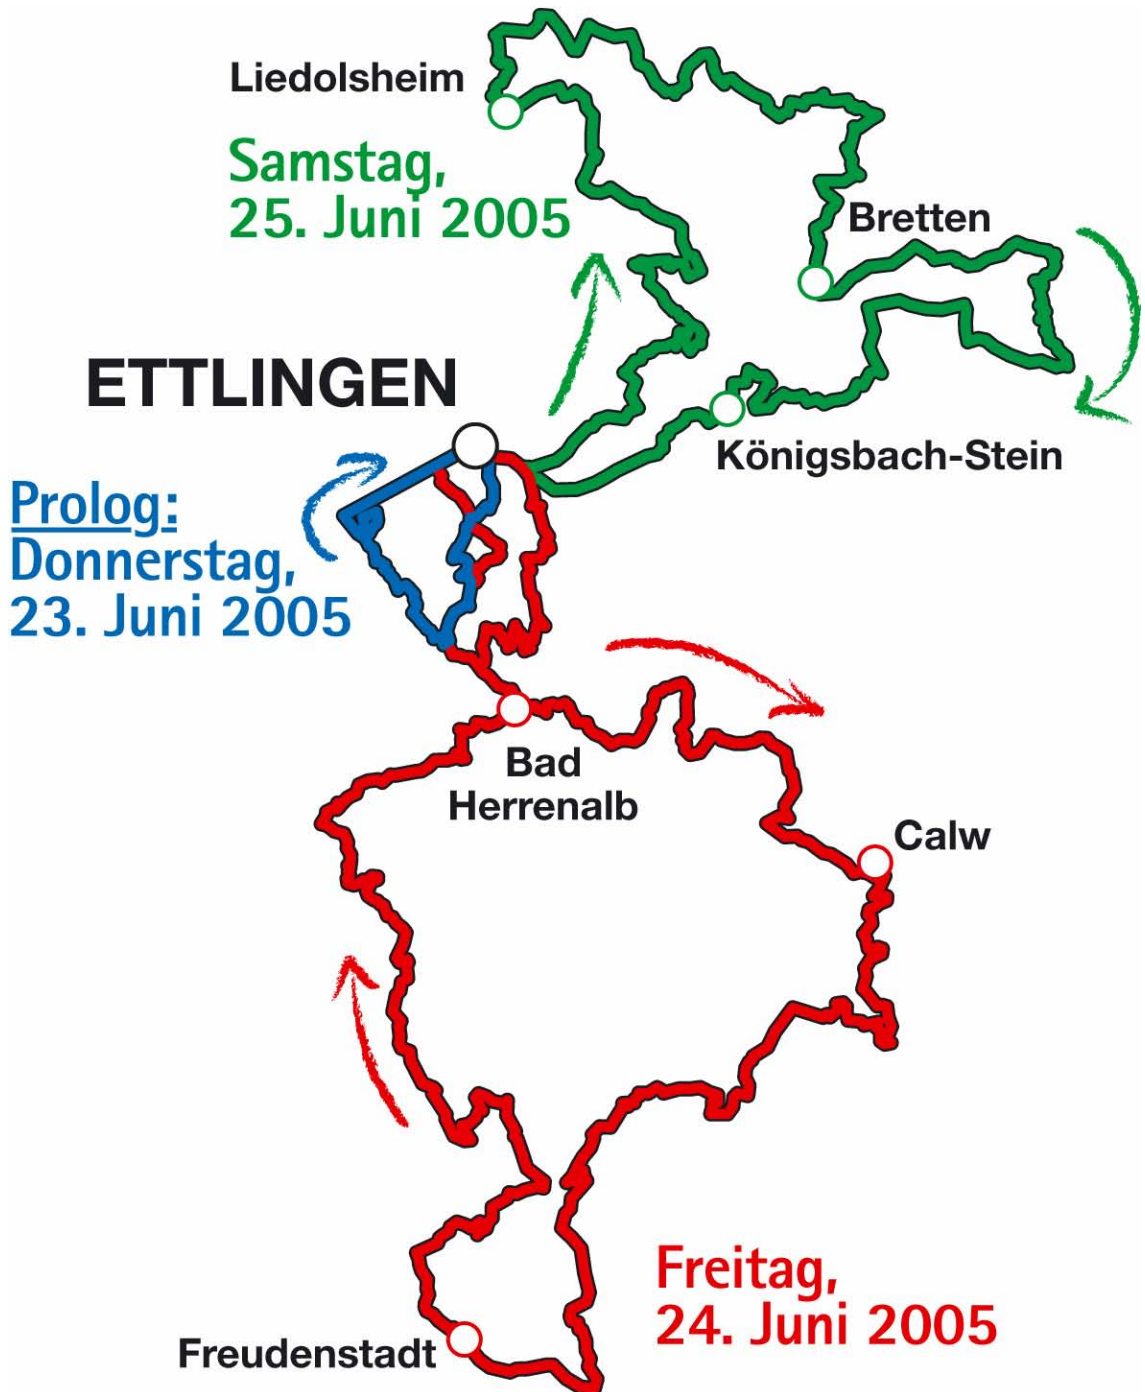 Liedolsheim
Samstag,
25. Juni 2005
Bretten
ETTLINGEN
Königsbach-Stein
Prolog:
Donnerstag,
23. Juni 2005
Bad
Herrenalb
Calw
Freitag,
24. Juni 2005
Freudenstadt